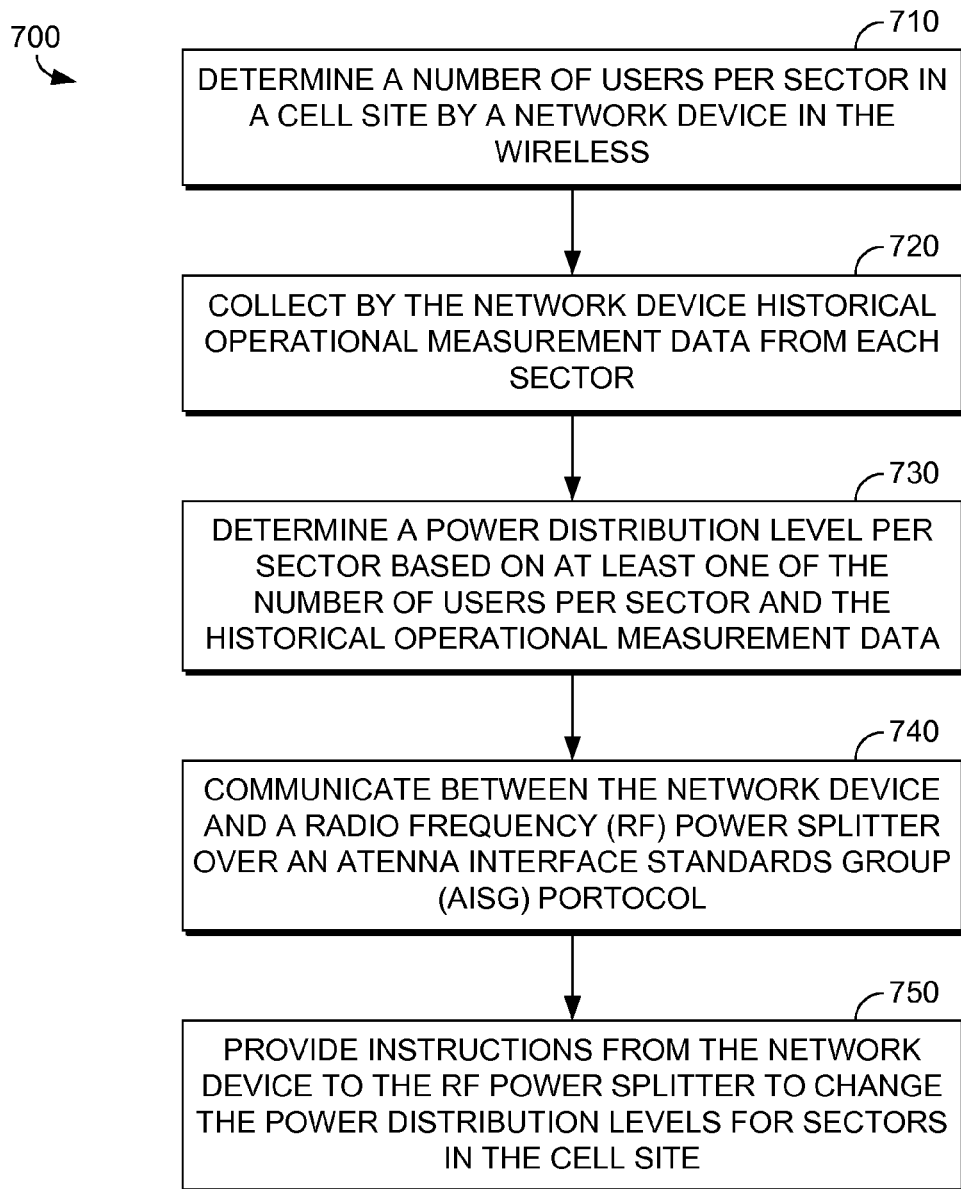 700
710
DETERMINE A NUMBER OF USERS PER SECTOR IN
A CELL SITE BY A NETWORK DEVICE IN THE
WIRELESS
720
COLLECT BY THE NETWORK DEVICE HISTORICAL
OPERATIONAL MEASUREMENT DATA FROM EACH
SECTOR
730
DETERMINE A POWER DISTRIBUTION LEVEL PER
SECTOR BASED ON AT LEAST ONE OF THE
NUMBER OF USERS PER SECTOR AND THE
HISTORICAL OPERATIONAL MEASUREMENT DATA
740
COMMUNICATE BETWEEN THE NETWORK DEVICE
AND A RADIO FREQUENCY (RF) POWER SPLITTER
OVER AN ATENNA INTERFACE STANDARDS GROUP
(AISG) PORTOCOL
750
PROVIDE INSTRUCTIONS FROM THE NETWORK
DEVICE TO THE RF POWER SPLITTER TO CHANGE
THE POWER DISTRIBUTION LEVELS FOR SECTORS
IN THE CELL SITE